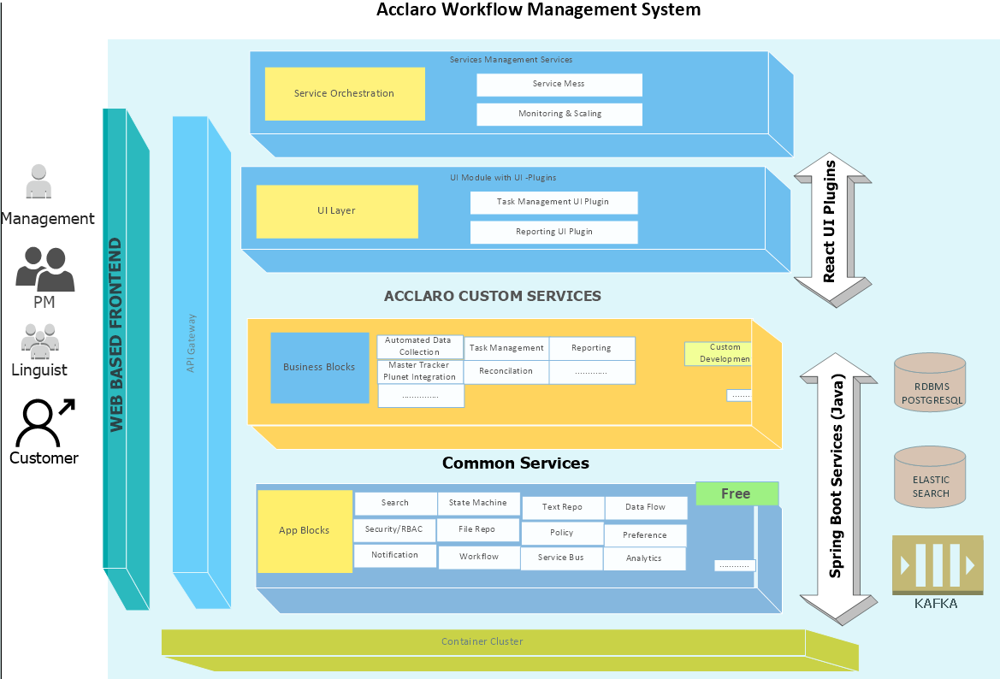 Acclaro Workflow Management System
Services Management Services
Service Orchestration
Service Mess
Monitoring & Scaling
UI Module with UI -Plugins
UI Layer
Task Management UI Plugin
Reporting UI Plugin
React UI Plugins
Management
PM
Linguist
Customer
WEB BASED FRONTEND
API Gateway
ACCLARO CUSTOM SERVICES
Business Blocks
Automated Data
Collection
Task Management
Reporting
Master Tracker
Plunet Integration
Reconcilation
.............
...............
Custom
Developmen
........
Common Services
App Blocks
Search
State Machine
Text Repo
Data Flow
Security/RBAC
File Repo
Policy
Preference
Notification
Workflow
Service Bus
Analytics
Free
............
Spring Boot Services (Java)
RDBMS
POSTGRESQL
ELASTIC
SEARCH
KAFKA
Container Cluster